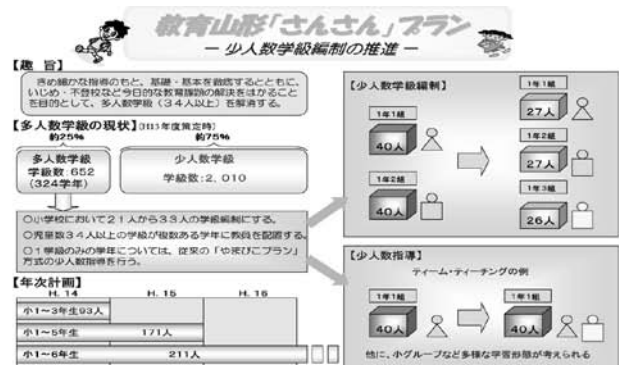 教育山形「さんさん」プラン
－ 少人数学級編制の推進 －
【趣 旨】
きめ細かな指導のもと、基礎・基本を徹底するとともに、
いじめ・不登校など今日的な教育課題の解決をはかること
を目的として、多人数学級（３４人以上）を解消する。
【多人数学級の現状】
約25%
約75%
多人数学級
学級数：652
(324学年)
少人数学級
学級数：2，010
○小学校において２１人から３３人の学級編制にする。
○児童数３４人以上の学級が複数ある学年に教員を配置する。
○１学級のみの学年については、従来の「やまびこプラン」
方式の少人数指導を行う。
【年次計画】
H. 14
H. 15
H. 16
小1～3年生93人
小1～5年生
171人
小1～6年生
211人
【少人数学級編制】
1年1組
40人
1年2組
40人
1年1組
27人
1年2組
27人
1年3組
26人
【少人数指導】
ティーム・ティーチングの例
1年1組
40人
1年1組
40人
他に、小グループなど多様な学習形態が考えられる